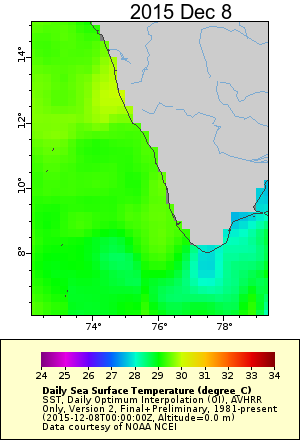 2015 Dec 8
14°
12°
10°
8°
74°
76°
78°
24 25 26 27 28 29 30 31 32 33 34
Daily Sea Surface Temperature (degree_C)
SST, Daily Optimum Interpolation (OI), AVHRR
Only, Version 2, Final+Preliminary, 1981-present
(2015-12-08T00:00:00Z, Altitude=0.0 m)
Data courtesy of NOAA NCEI